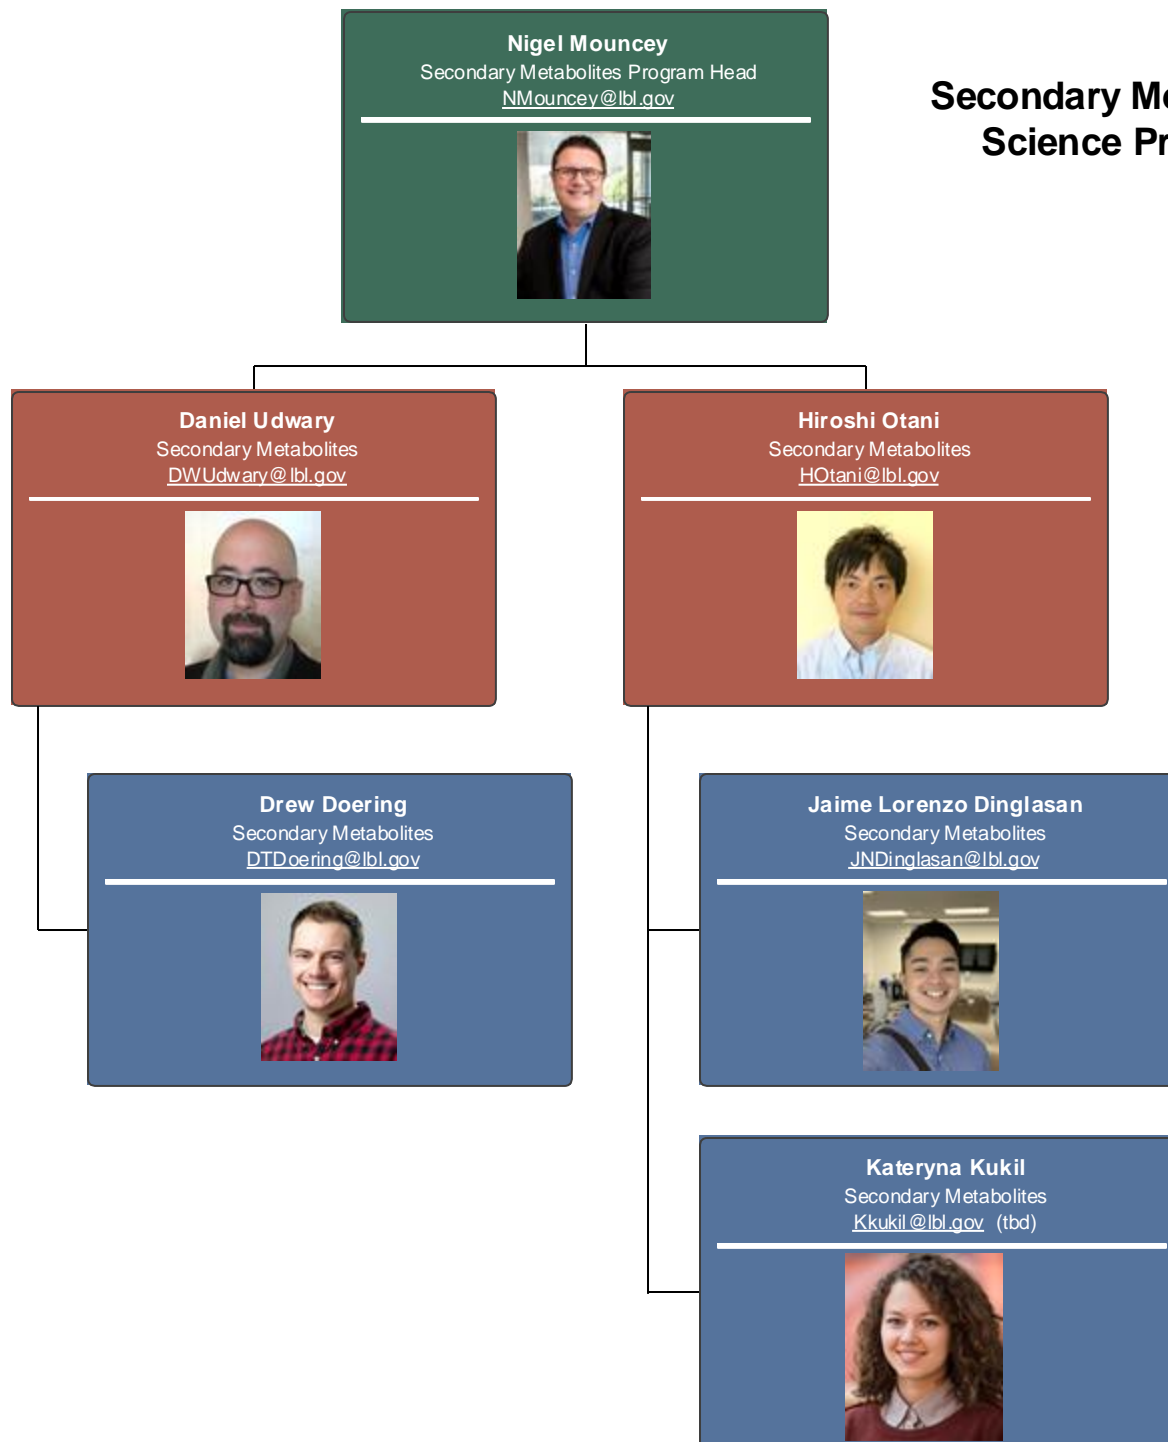 Nigel Mouncey
Secondary Metabolites Program Head
NMouncey@lbl.gov
Secondary
Science
Daniel Udwary
Secondary Metabolites
DWUdwary@lbl.gov
Hiroshi Otani
Secondary Metabolites
HOtani@lbl.gov
Drew Doering
Secondary Metabolites
DTDoering@lbl.gov
Jaime Lorenzo Dinglasan
Secondary Metabolites
JNDinglasan@lbl.gov
Kateryna Kukil
Secondary Metabolites
Kkukil@lbl.gov (tbd)